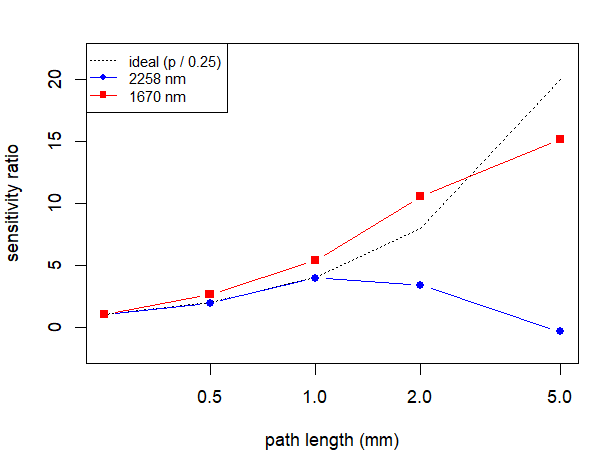 ideal (p / 0.25)
2258 nm
1670 nm
sensitivity ratio
20
15
10
5
0
0.5 1.0 2.0 5.0
path length (mm)